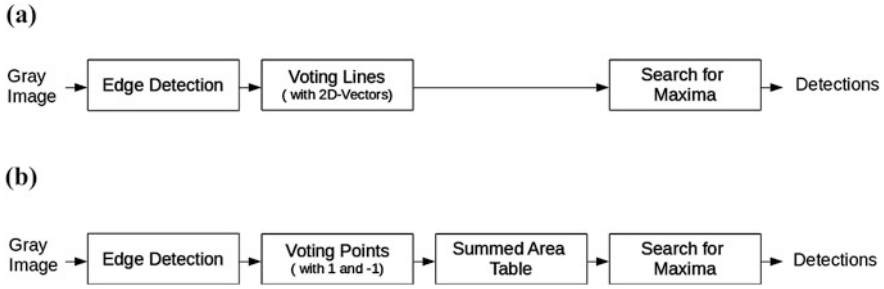 (a)
Gray
Image
Edge Detection
Voting Lines
( with 2D-Vectors)
Search for
Maxima
Detections
(b)
Gray
Image
Edge Detection
Voting Points
( with 1 and -1)
Summed Area
Table
Search for
Maxima
Detections